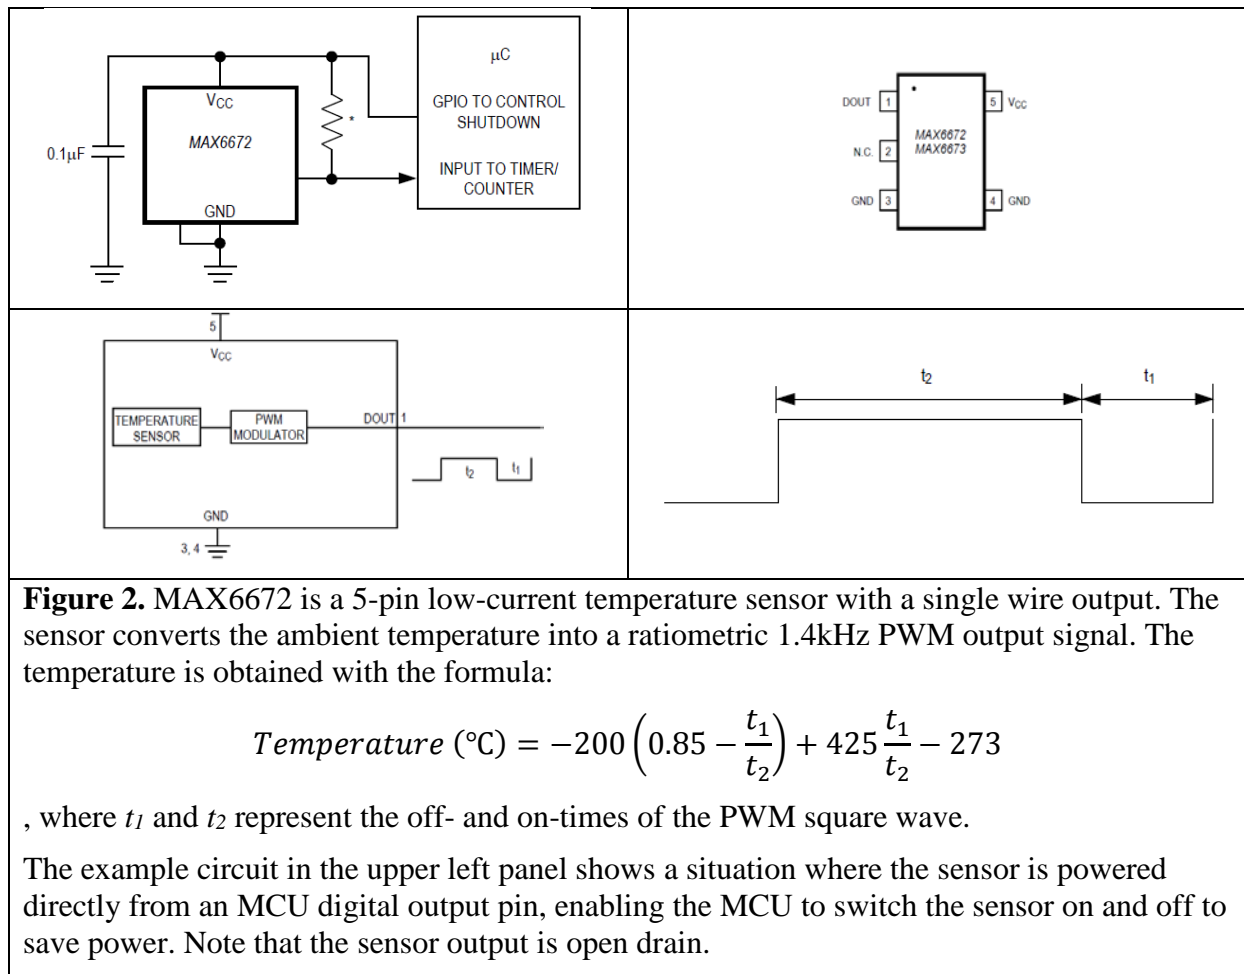 μC
VCC
GPIO TO CONTROL
SHUTDOWN
*
MAX6672
0.1μF
INPUT TO TIMER/
COUNTER
GND
*
DOUT 1
5 VCC
MAX6672
MAX6673
N.C. 2
GND 3
4 GND
5
VCC
TEMPERATURE
SENSOR
PWM
MODULATOR
DOUT 1
t2
t1
GND
3, 4
t2
t1
Figure 2. MAX6672 is a 5-pin low-current temperature sensor with a single wire output. The
sensor converts the ambient temperature into a ratiometric 1.4kHz PWM output signal. The
temperature is obtained with the formula:
Temperature (℃) = −200 (0.85 − t1/t2) + 425 t1/t2 − 273
, where t1 and t2 represent the off- and on-times of the PWM square wave.
The example circuit in the upper left panel shows a situation where the sensor is powered
directly from an MCU digital output pin, enabling the MCU to switch the sensor on and off to
save power. Note that the sensor output is open drain.